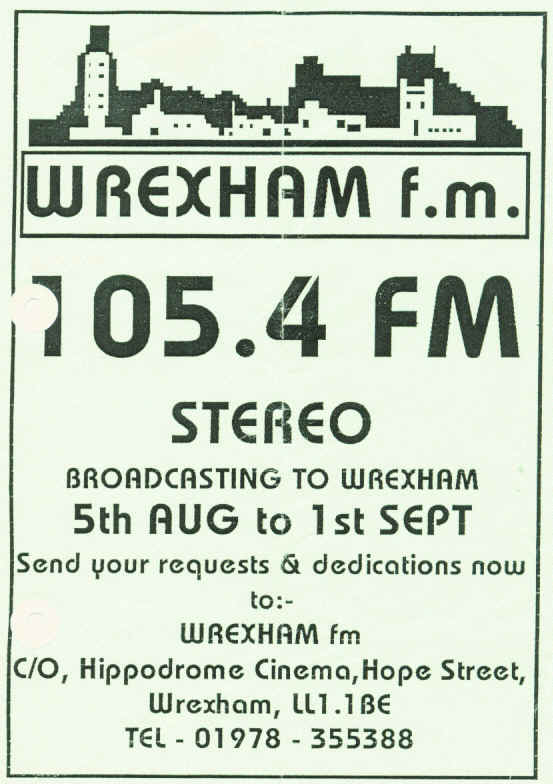 WREXHAM f.m.
105.4 FM
STEREO
BROADCASTING TO WREXHAM
5th AUG to 1st SEPT
Send your requests & dedications now
to:-
WREXHAM fm
C/O, Hippodrome Cinema,Hope Street,
Wrexham, LL1.1BE
TEL - 01978 - 355388